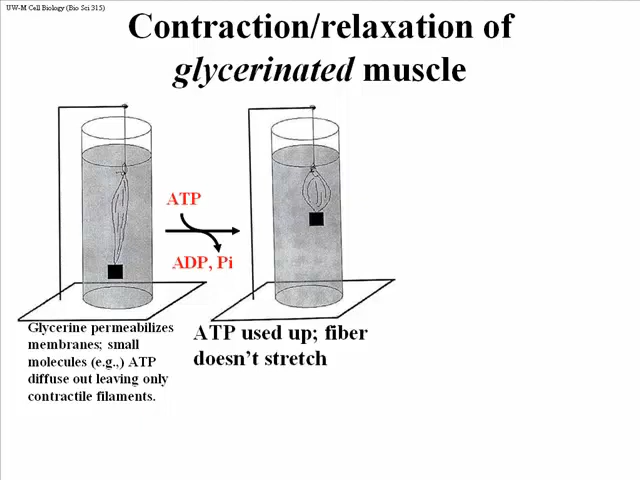 UW-M Cell Biology (Bio Sci 315)
Contraction/relaxation of
glycerinated muscle
ATP
ADP, Pi
Glycerine permeabilizes
membranes; small
molecules (e.g.,) ATP
diffuse out leaving only
contractile filaments.
ATP used up; fiber
doesn't stretch